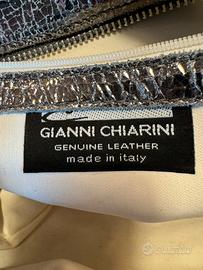 GIANNI CHIARINI
GENUINE LEATHER
made in italy